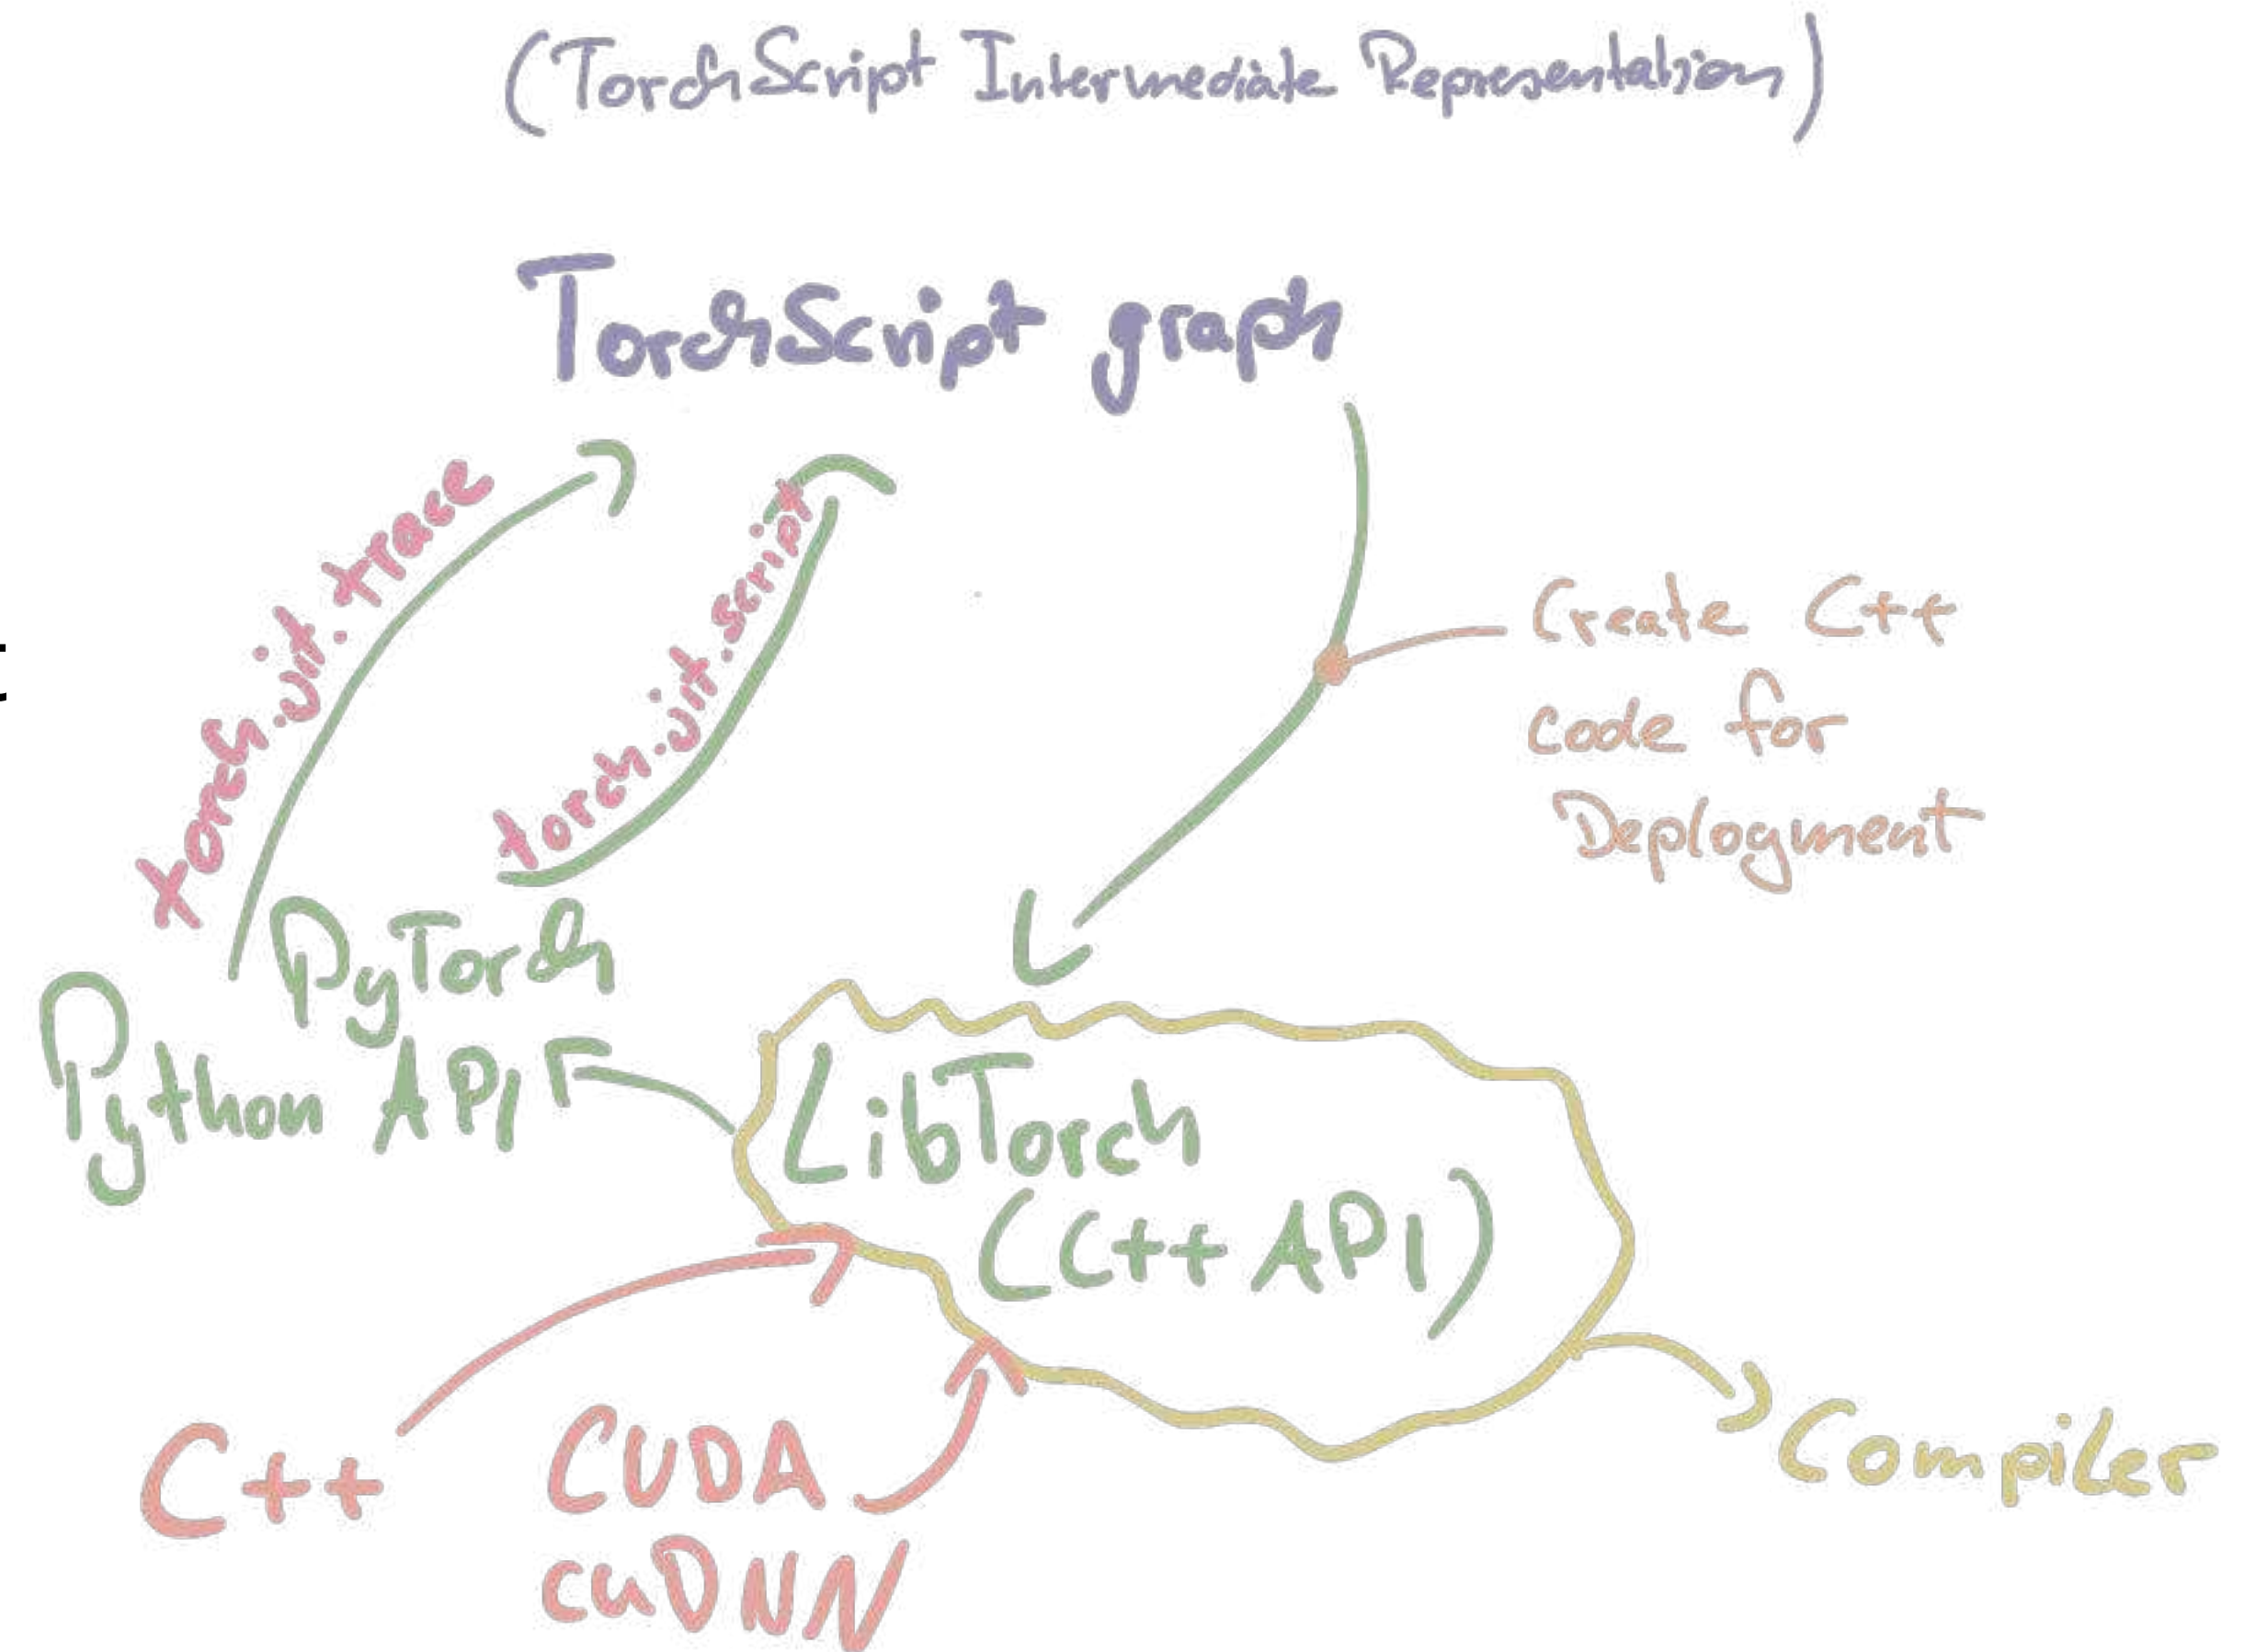 (TorchScript Intermediate Representation)
TorchScript graph
torch.jit.trace
torch.jit.script
Create C++
code for
Deployment
PyTorch
Python API
LibTorch
(C++ API)
C++
CUDA
cuDNN
Compiler
t